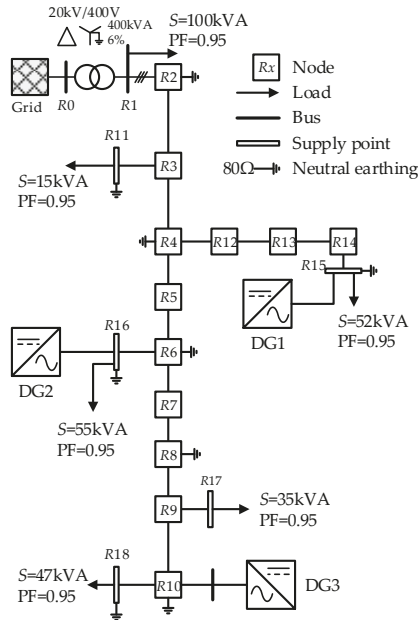 20kV/400V
400kVA
6%
S=100kVA
PF=0.95
Grid
R0
R1
R2
Rx
Node
Load
Bus
Supply point
80Ω
Neutral earthing
R11
R3
S=15kVA
PF=0.95
R4
R12
R13
R14
R15
R5
DG1
S=52kVA
PF=0.95
R16
R6
DG2
R7
S=55kVA
PF=0.95
R8
R17
R9
S=35kVA
PF=0.95
R18
S=47kVA
PF=0.95
R10
DG3